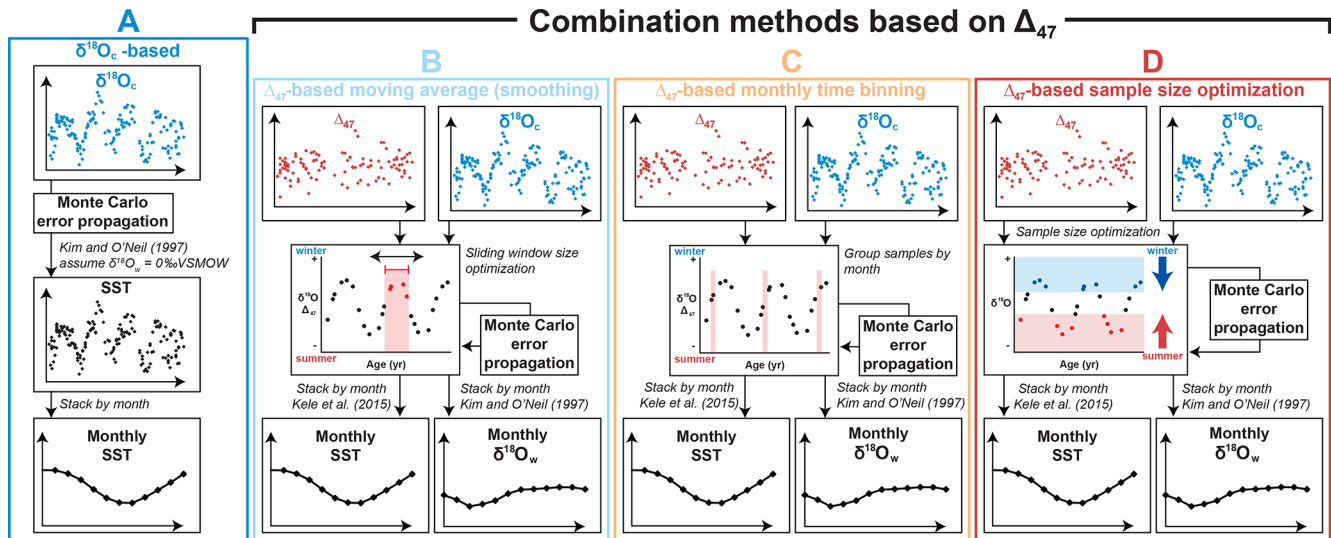 A
Combination methods based on Δ47
δ18Oc -based
δ18Oc
Monte Carlo
error propagation
Kim and O'Neil (1997)
assume δ18Ow = 0‰VSMOW
SST
Stack by month
Monthly
SST
B
Δ47-based moving average (smoothing)
Δ47
δ18Oc
Sliding window size
optimization
winter
+
δ18O
Δ47
-
summer
Age (yr)
Monte Carlo
error
propagation
Stack by month
Kele et al. (2015)
Stack by month
Kim and O'Neil (1997)
Monthly
SST
Monthly
δ18Ow
C
Δ47-based monthly time binning
Δ47
δ18Oc
Group samples by
month
winter
+
δ18O
Δ47
-
summer
Age (yr)
Monte Carlo
error
propagation
Stack by month
Kele et al. (2015)
Stack by month
Kim and O'Neil (1997)
Monthly
SST
Monthly
δ18Ow
D
Δ47-based sample size optimization
Δ47
δ18Oc
Sample size optimization
winter
+
δ18O
-
summer
Age (yr)
Monte Carlo
error
propagation
Stack by month
Kele et al. (2015)
Stack by month
Kim and O'Neil (1997)
Monthly
SST
Monthly
δ18Ow